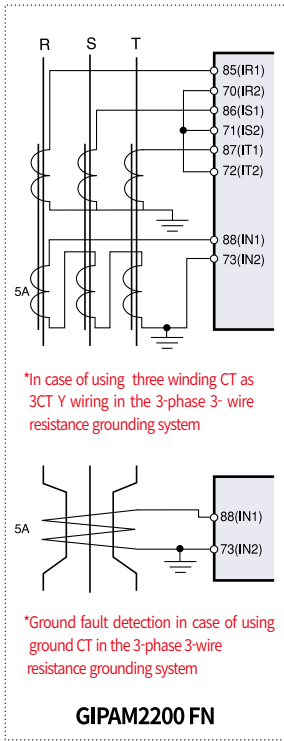 R S T
85(IR1)
70(IR2)
86(IS1)
71(IS2)
87(IT1)
72(IT2)
88(IN1)
73(IN2)
5A
*In case of using three winding CT as
3CT Y wiring in the 3-phase 3- wire
resistance grounding system
88(IN1)
5A
73(IN2)
*Ground fault detection in case of using
ground CT in the 3-phase 3-wire
resistance grounding system
GIPAM2200 FN